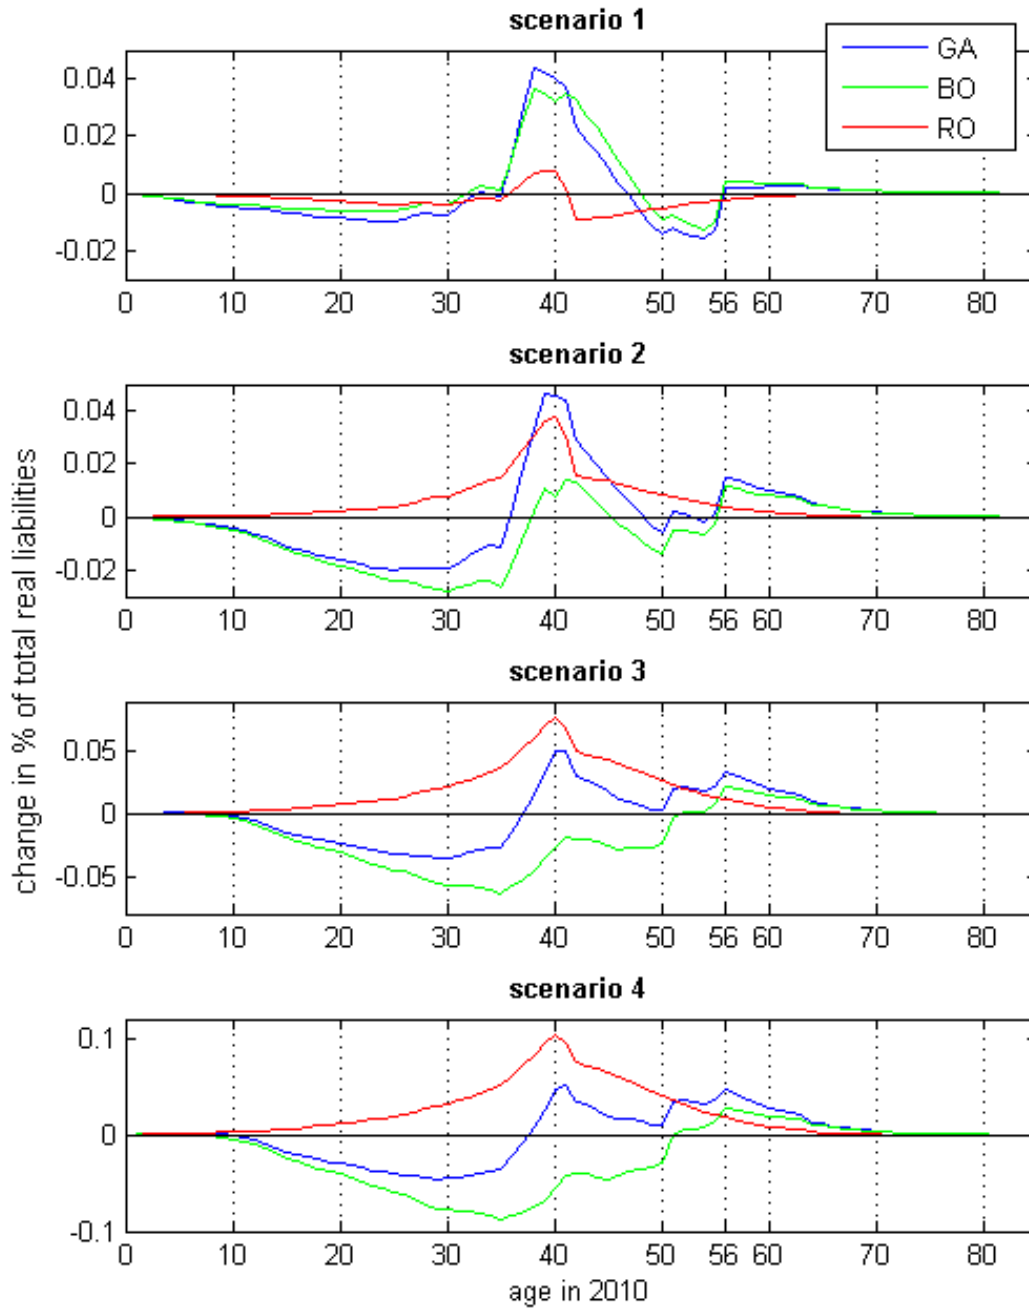 scenario 1
GA
BO
RO
0.04
0.02
0
-0.02
0 10 20 30 40 50 56 60 70 80
scenario 2
0.04
0.02
0
-0.02
0 10 20 30 40 50 56 60 70 80
change in % of total real liabilities
scenario 3
0.05
0
-0.05
0 10 20 30 40 50 56 60 70 80
scenario 4
0.1
0
-0.1
0 10 20 30 40 50 56 60 70 80
age in 2010